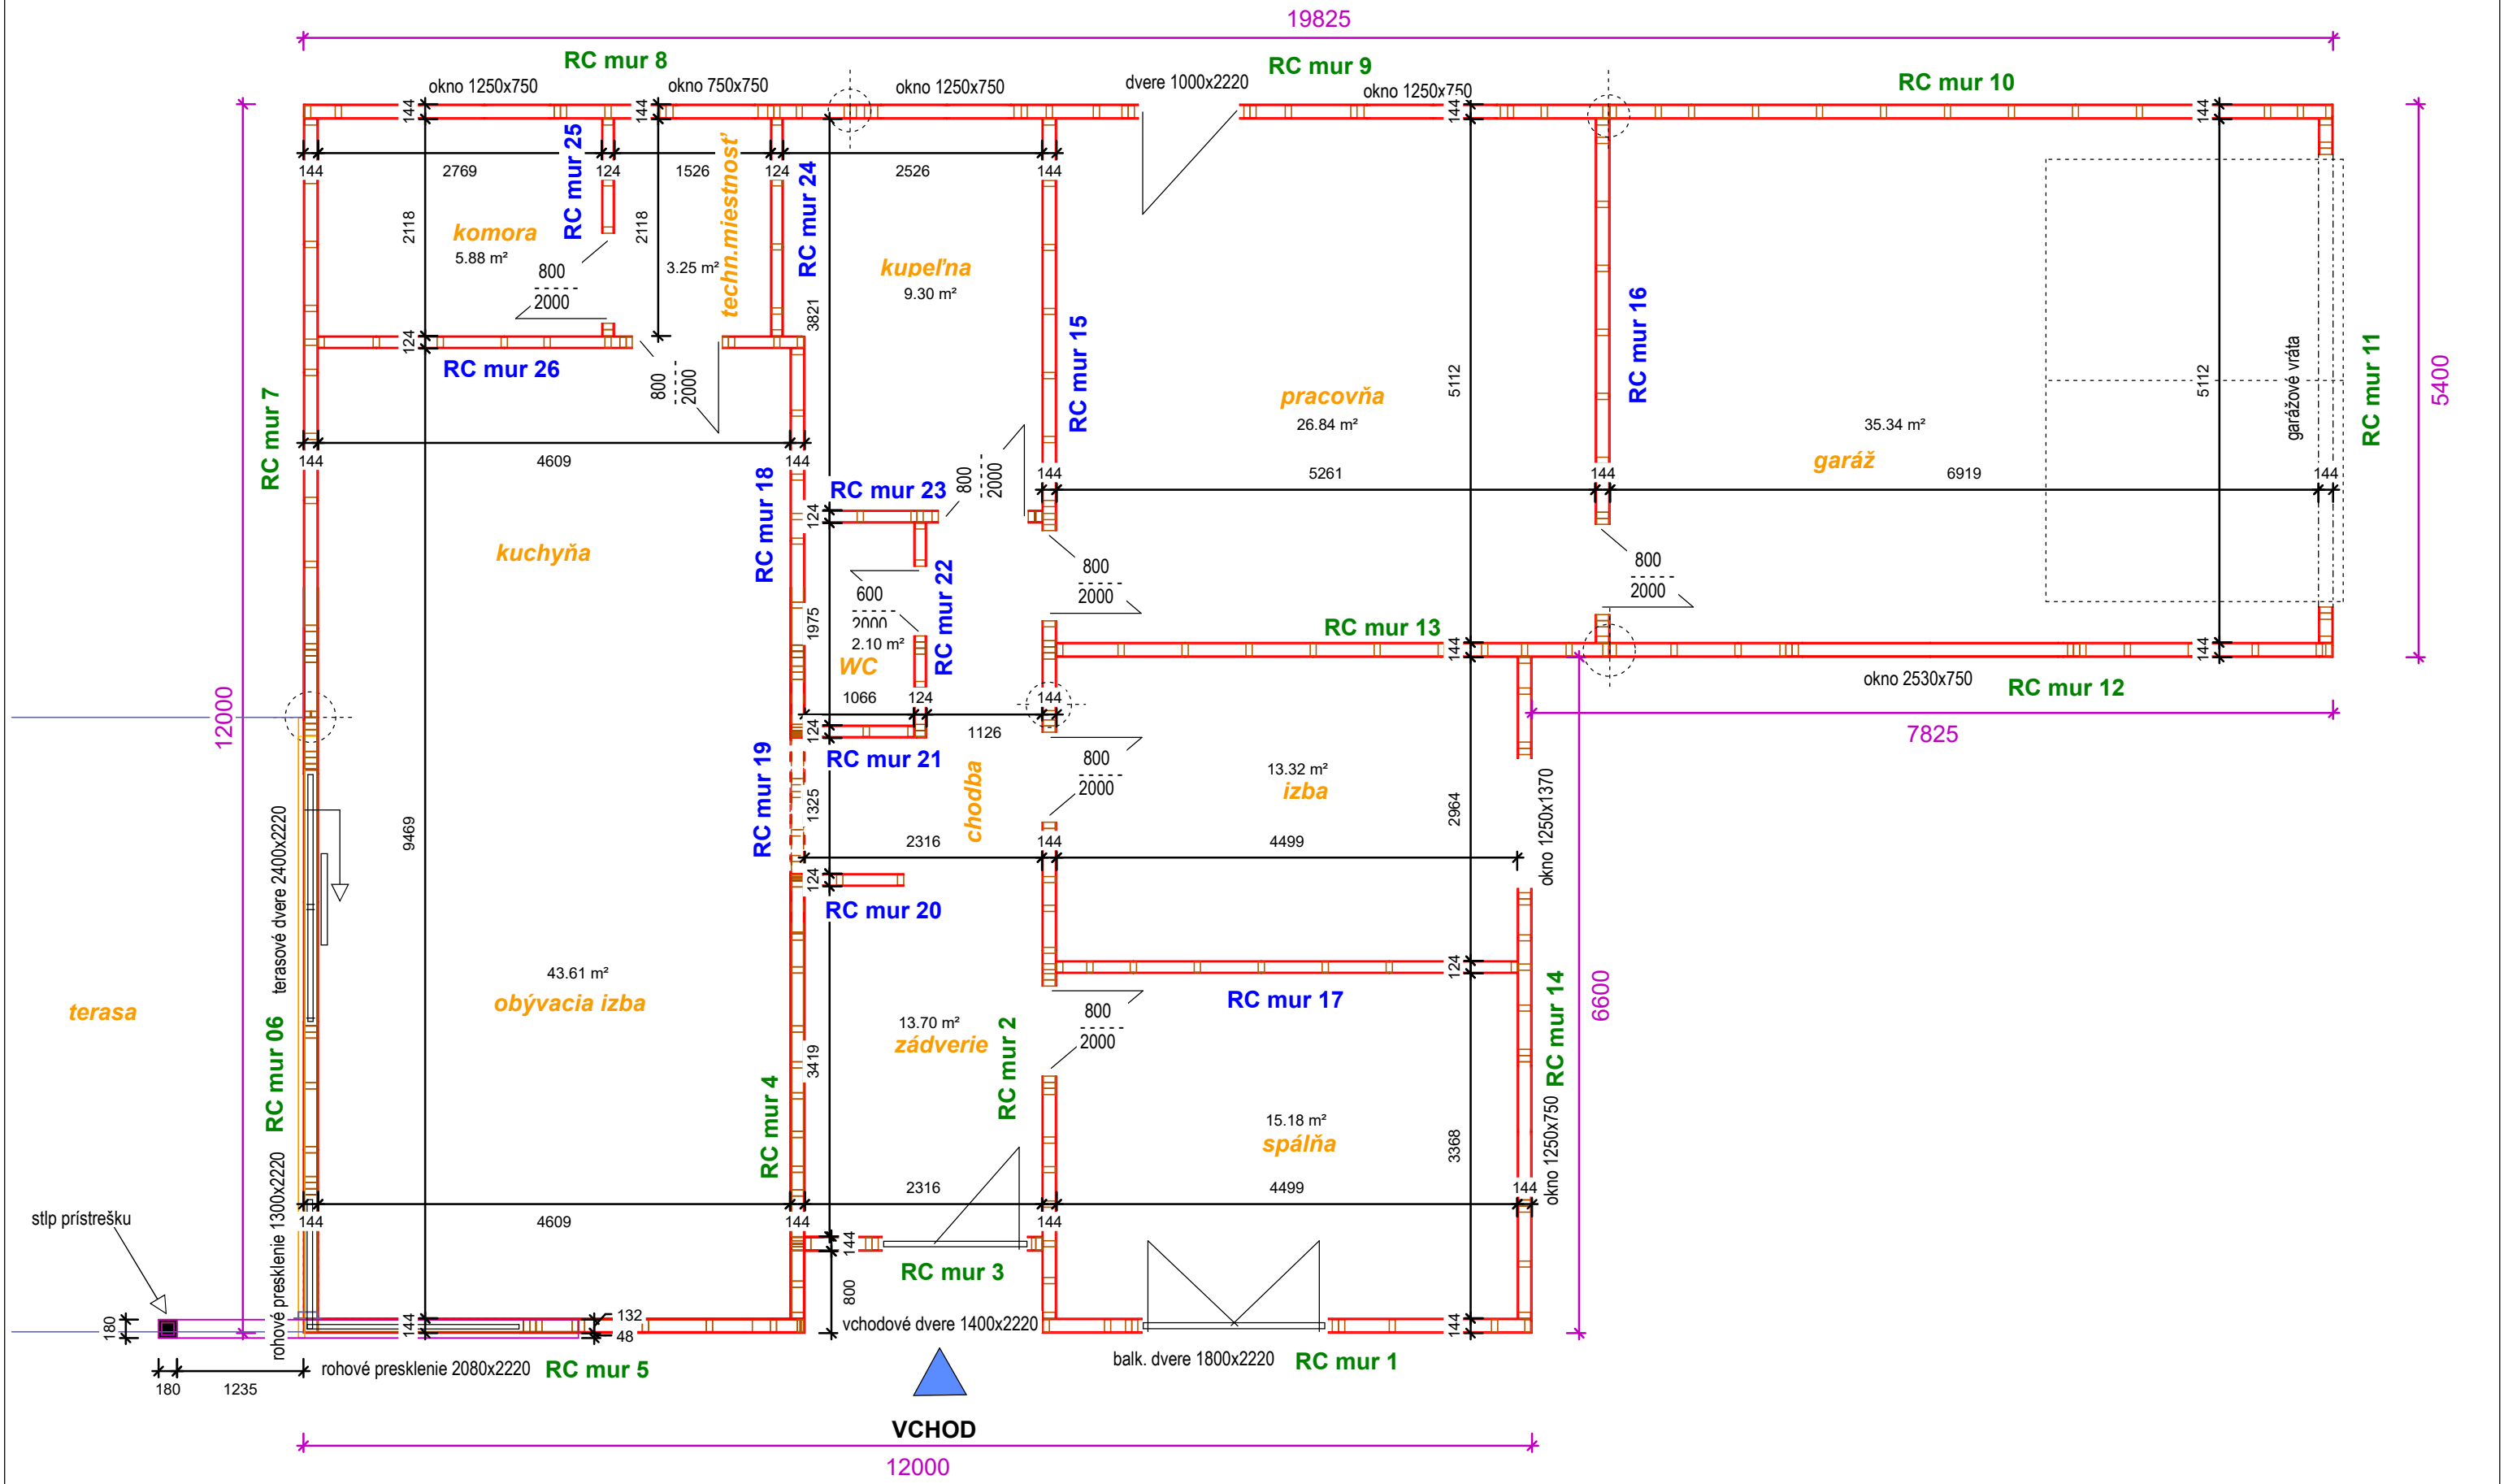 19825
RC mur 8
RC mur 9
RC mur 10
okno 1250x750
okno 750x750
okno 1250x750
dvere 1000x2220
okno 1250x750
144
144
144
144
RC mur 25
techn.miestnosť
RC mur 24
144
2769
124
1526
124
2526
144
2118
komora
5.88 m²
2118
3.25 m²
kupeľna
9.30 m²
800
2000
3821
124
RC mur 26
800
2000
RC mur 15
RC mur 16
RC mur 7
pracovňa
26.84 m²
5112
35.34 m²
garáž
5112
garážové vráta
RC mur 11
5400
144
4609
144
RC mur 18
RC mur 23
800
2000
144
5261
144
6919
144
124
kuchyňa
RC mur 22
600
2000
2.10 m²
WC
1975
800
2000
800
2000
RC mur 13
144
144
okno 2530x750
RC mur 12
12000
1066
124
144
124
1126
RC mur 21
7825
RC mur 19
1325
chodba
800
2000
13.32 m²
izba
2964
okno 1250x1370
terasové dvere 2400x2220
9469
2316
144
4499
124
RC mur 20
terasa
43.61 m²
obývacia izba
13.70 m²
zádverie
RC mur 2
800
2000
124
RC mur 17
RC mur 14
6600
RC mur 06
RC mur 4
3419
15.18 m²
spálňa
3368
okno 1250x750
rohové presklenie 1300x2220
stlp prístrešku
144
4609
144
2316
144
4499
144
144
RC mur 3
800
180
144
132
48
vchodové dvere 1400x2220
144
180
1235
rohové presklenie 2080x2220
RC mur 5
balk. dvere 1800x2220
RC mur 1
VCHOD
12000